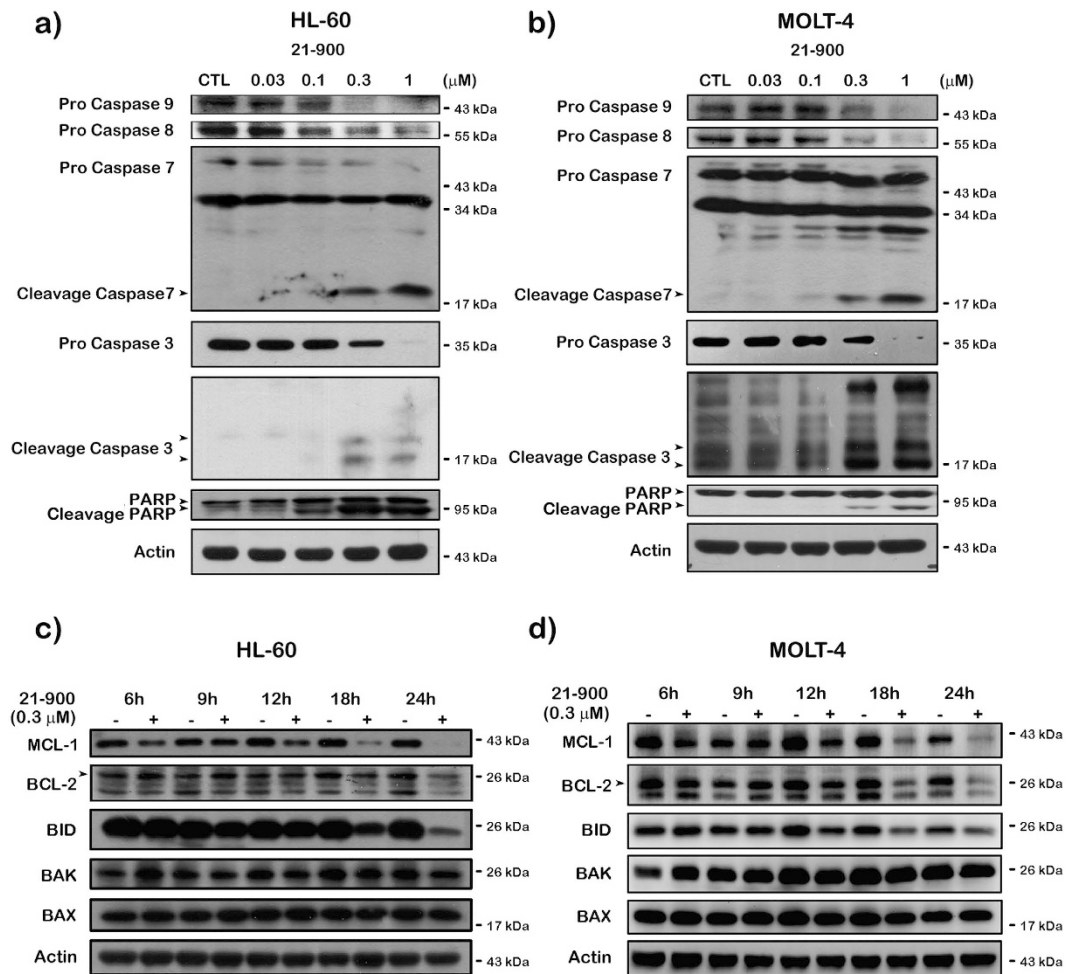 a)
HL-60
21-900
CTL 0.03 0.1 0.3 1 (μM)
Pro Caspase 9
- 43 kDa
Pro Caspase 8
- 55 kDa
Pro Caspase 7
- 43 kDa
- 34 kDa
Cleavage Caspase7
- 17 kDa
Pro Caspase 3
- 35 kDa
Cleavage Caspase 3
- 17 kDa
PARP
Cleavage PARP
- 95 kDa
Actin
- 43 kDa
b)
MOLT-4
21-900
CTL 0.03 0.1 0.3 1 (μM)
Pro Caspase 9
- 43 kDa
Pro Caspase 8
- 55 kDa
Pro Caspase 7
- 43 kDa
- 34 kDa
Cleavage Caspase7
- 17 kDa
Pro Caspase 3
- 35 kDa
Cleavage Caspase 3
- 17 kDa
PARP
Cleavage PARP
- 95 kDa
Actin
- 43 kDa
c)
HL-60
21-900 6h 9h 12h 18h 24h
(0.3 μM) - + - + - + - + - +
MCL-1 - 43 kDa
BCL-2 - 26 kDa
BID - 26 kDa
BAK - 26 kDa
BAX - 17 kDa
Actin - 43 kDa
d)
MOLT-4
21-900 6h 9h 12h 18h 24h
(0.3 μM) - + - + - + - + - +
MCL-1 - 43 kDa
BCL-2 - 26 kDa
BID - 26 kDa
BAK - 26 kDa
BAX - 17 kDa
Actin - 43 kDa